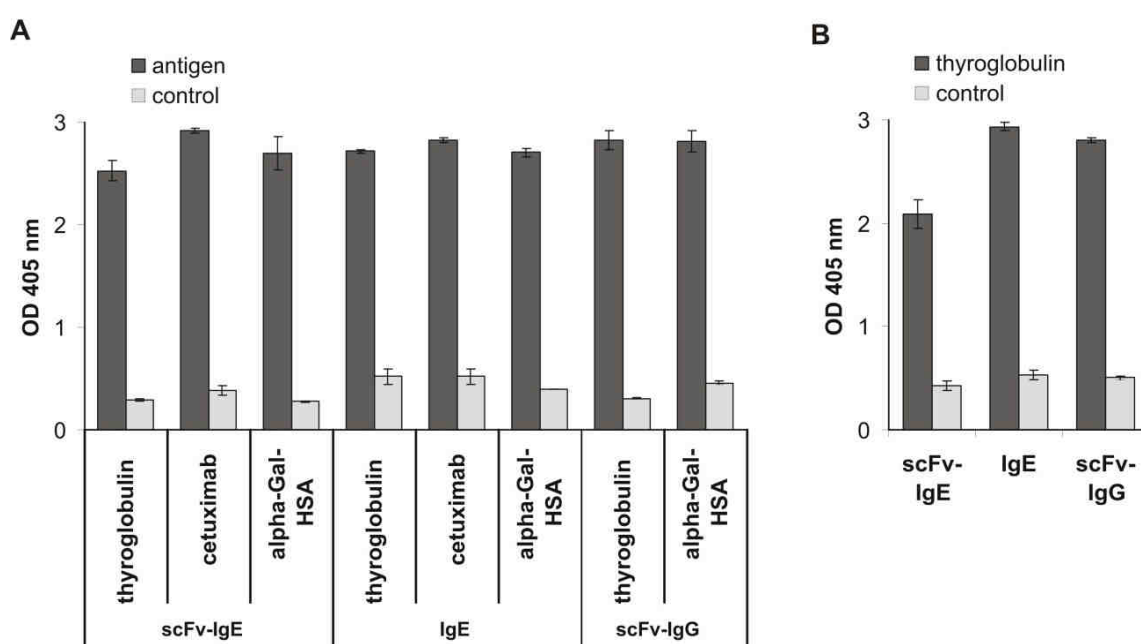 A
antigen
control
OD 405 nm
3
2
1
0
thyroglobulin
cetuximab
alpha-Gal-
HSA
thyroglobulin
cetuximab
alpha-Gal-
HSA
thyroglobulin
alpha-Gal-
HSA
scFv-IgE
IgE
scFv-IgG
B
thyroglobulin
control
OD 405 nm
3
2
1
0
scFv-
IgE
IgE
scFv-
IgG